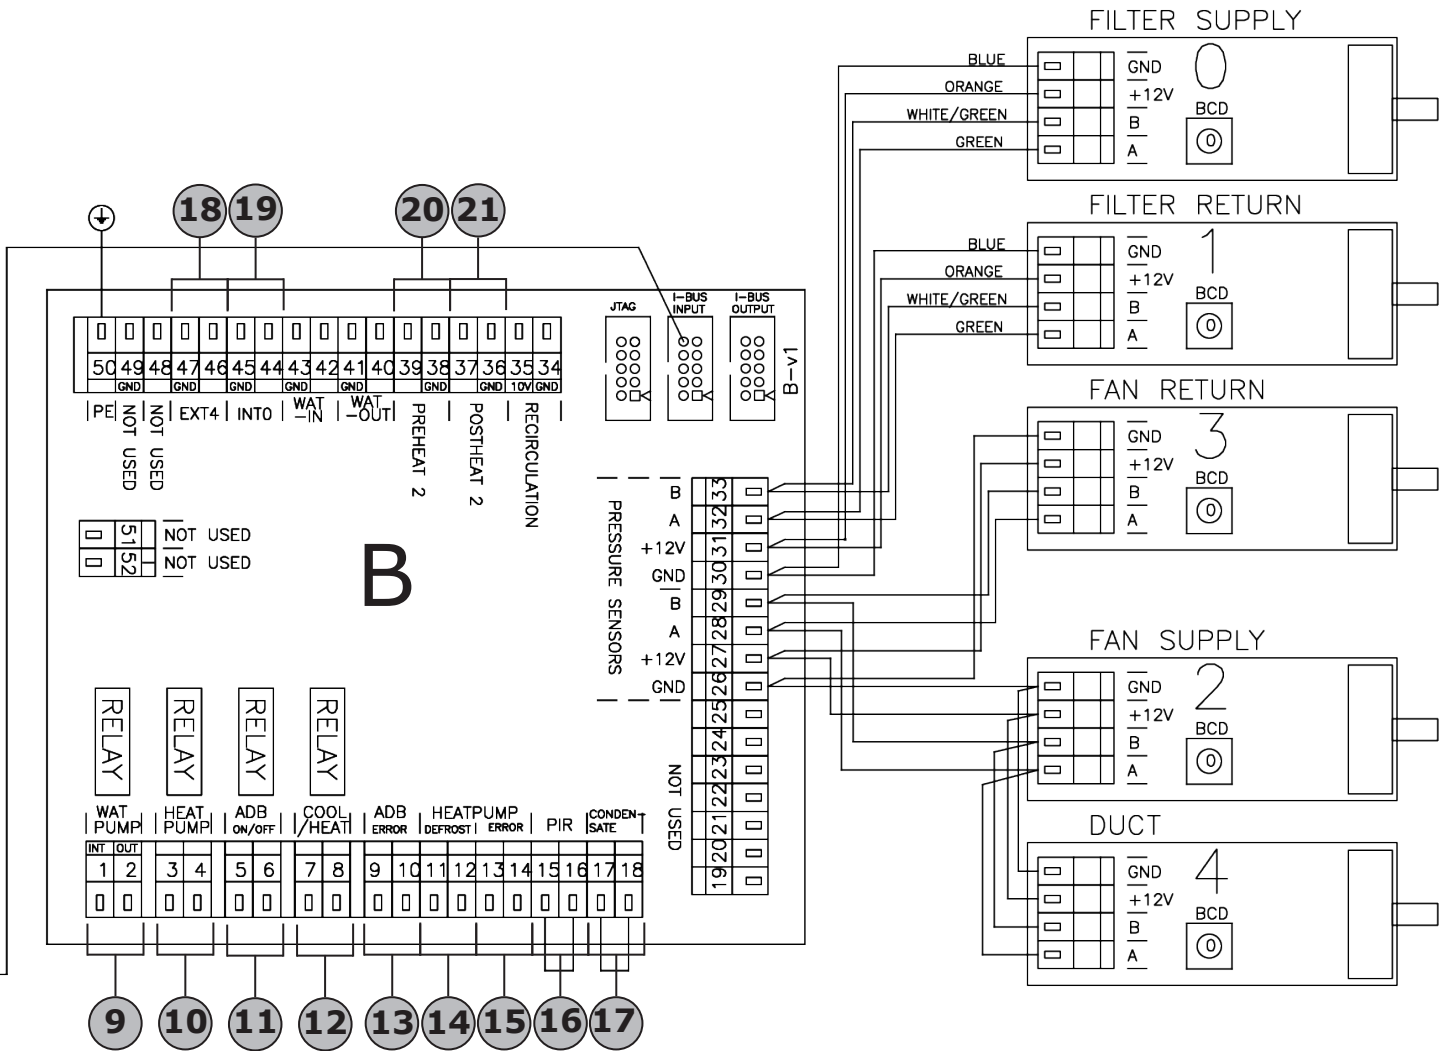 FILTER SUPPLY
BLUE
GND
0
ORANGE
+12V
BCD
WHITE/GREEN
B
0
GREEN
A
18 19 20 21
FILTER RETURN
BLUE
GND
1
ORANGE
+12V
BCD
WHITE/GREEN
B
0
GREEN
A
JTAG
I-BUS
INPUT
I-BUS
OUTPUT
B-v1
50 49 48 47 46 45 44 43 42 41 40 39 38 37 36 35 34
GND GND GND GND GND GND GND 10V GND
PE
NOT USED
NOT USED
EXT4
INT0
WAT
-IN
WAT
-OUT
PREHEAT 2
POSTHEAT 2
RECIRCULATION
FAN RETURN
GND
3
+12V
BCD
B
0
A
51 NOT USED
52 NOT USED
B
PRESSURE SENSORS
B 33
A 32
+12V 31
GND 30
B 29
A 28
+12V 27
GND 26
25
24
23
22
21
20
19
NOT USED
FAN SUPPLY
GND
2
+12V
BCD
B
0
A
DUCT
GND
4
+12V
BCD
B
0
A
RELAY
RELAY
RELAY
RELAY
WAT
PUMP
HEAT
PUMP
ADB
ON/OFF
COOL
/HEAT
ADB
ERROR
HEATPUMP
DEFROST
ERROR
PIR
CONDEN-
SATE
INT OUT
1 2 3 4 5 6 7 8 9 10 11 12 13 14 15 16 17 18
9 10 11 12 13 14 15 16 17